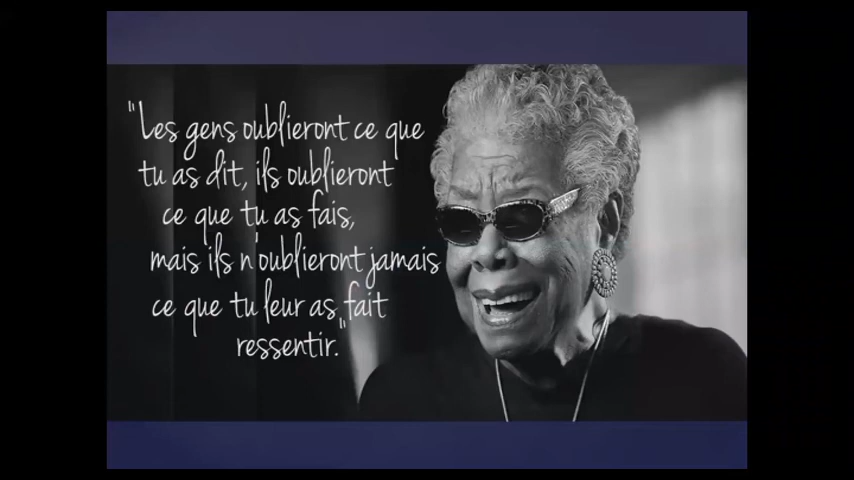 "Les gens oublieront ce que
tu as dit, ils oublieront
ce que tu as fais,
mais ils n'oublieront jamais
ce que tu leur as fait
ressentir."